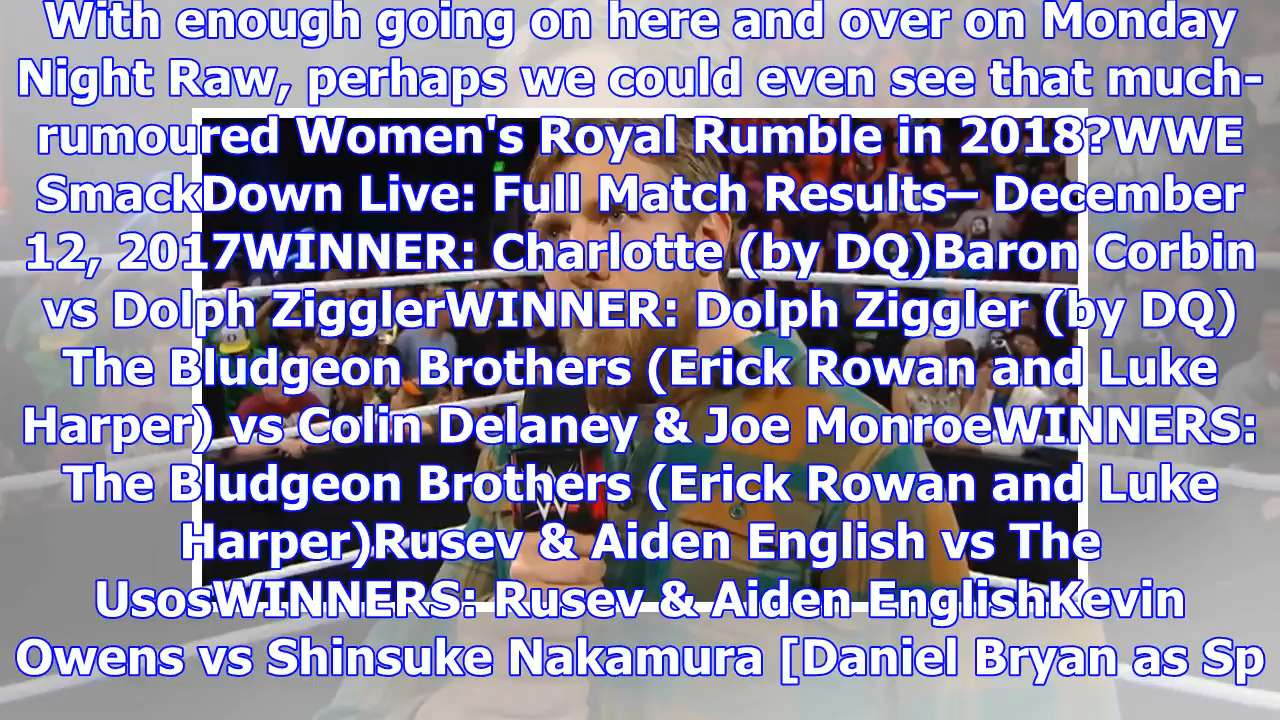 With enough going on here and over on Monday
Night Raw, perhaps we could even see that much-
rumoured Women's Royal Rumble in 2018?WWE
SmackDown Live: Full Match Results– December
12, 2017WINNER: Charlotte (by DQ)Baron Corbin
vs Dolph ZigglerWINNER: Dolph Ziggler (by DQ)
The Bludgeon Brothers (Erick Rowan and Luke
Harper) vs Colin Delaney & Joe MonroeWINNERS:
The Bludgeon Brothers (Erick Rowan and Luke
Harper)Rusev & Aiden English vs The
UsosWINNERS: Rusev & Aiden EnglishKevin
Owens vs Shinsuke Nakamura [Daniel Bryan as Sp